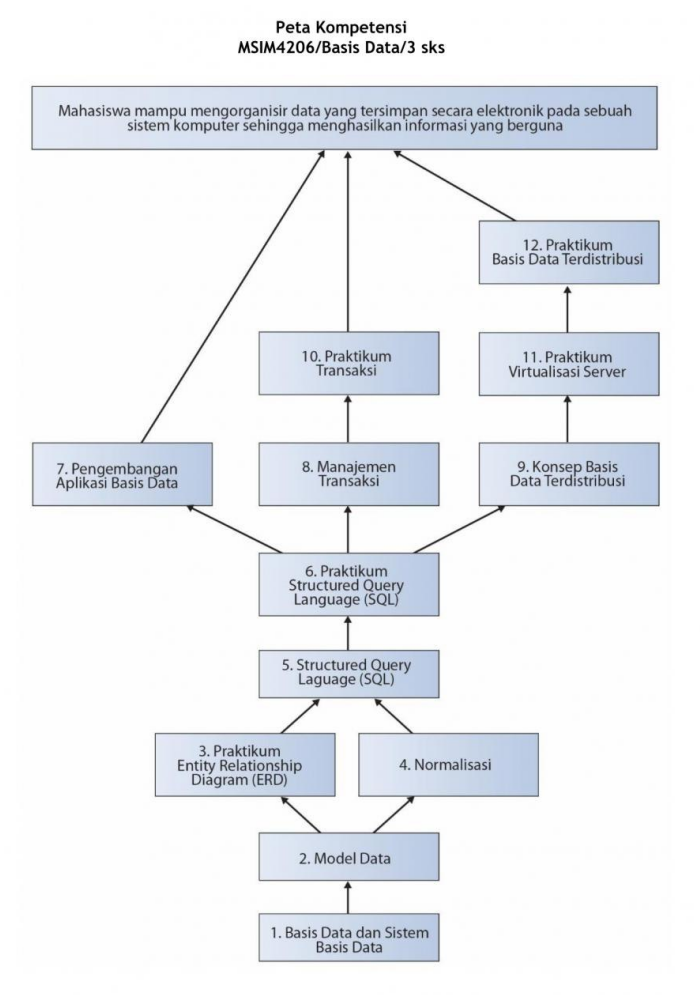 Peta Kompetensi
MSIM4206/Basis Data/3 sks
Mahasiswa mampu mengorganisir data yang tersimpan secara elektronik pada sebuah
sistem komputer sehingga menghasilkan informasi yang berguna
12. Praktikum
Basis Data Terdistribusi
10. Praktikum
Transaksi
11. Praktikum
Virtualisasi Server
7. Pengembangan
Aplikasi Basis Data
8. Manajemen
Transaksi
9. Konsep Basis
Data Terdistribusi
6. Praktikum
Structured Query
Language (SQL)
5. Structured Query
Laguage (SQL)
3. Praktikum
Entity Relationship
Diagram (ERD)
4. Normalisasi
2. Model Data
1. Basis Data dan Sistem
Basis Data